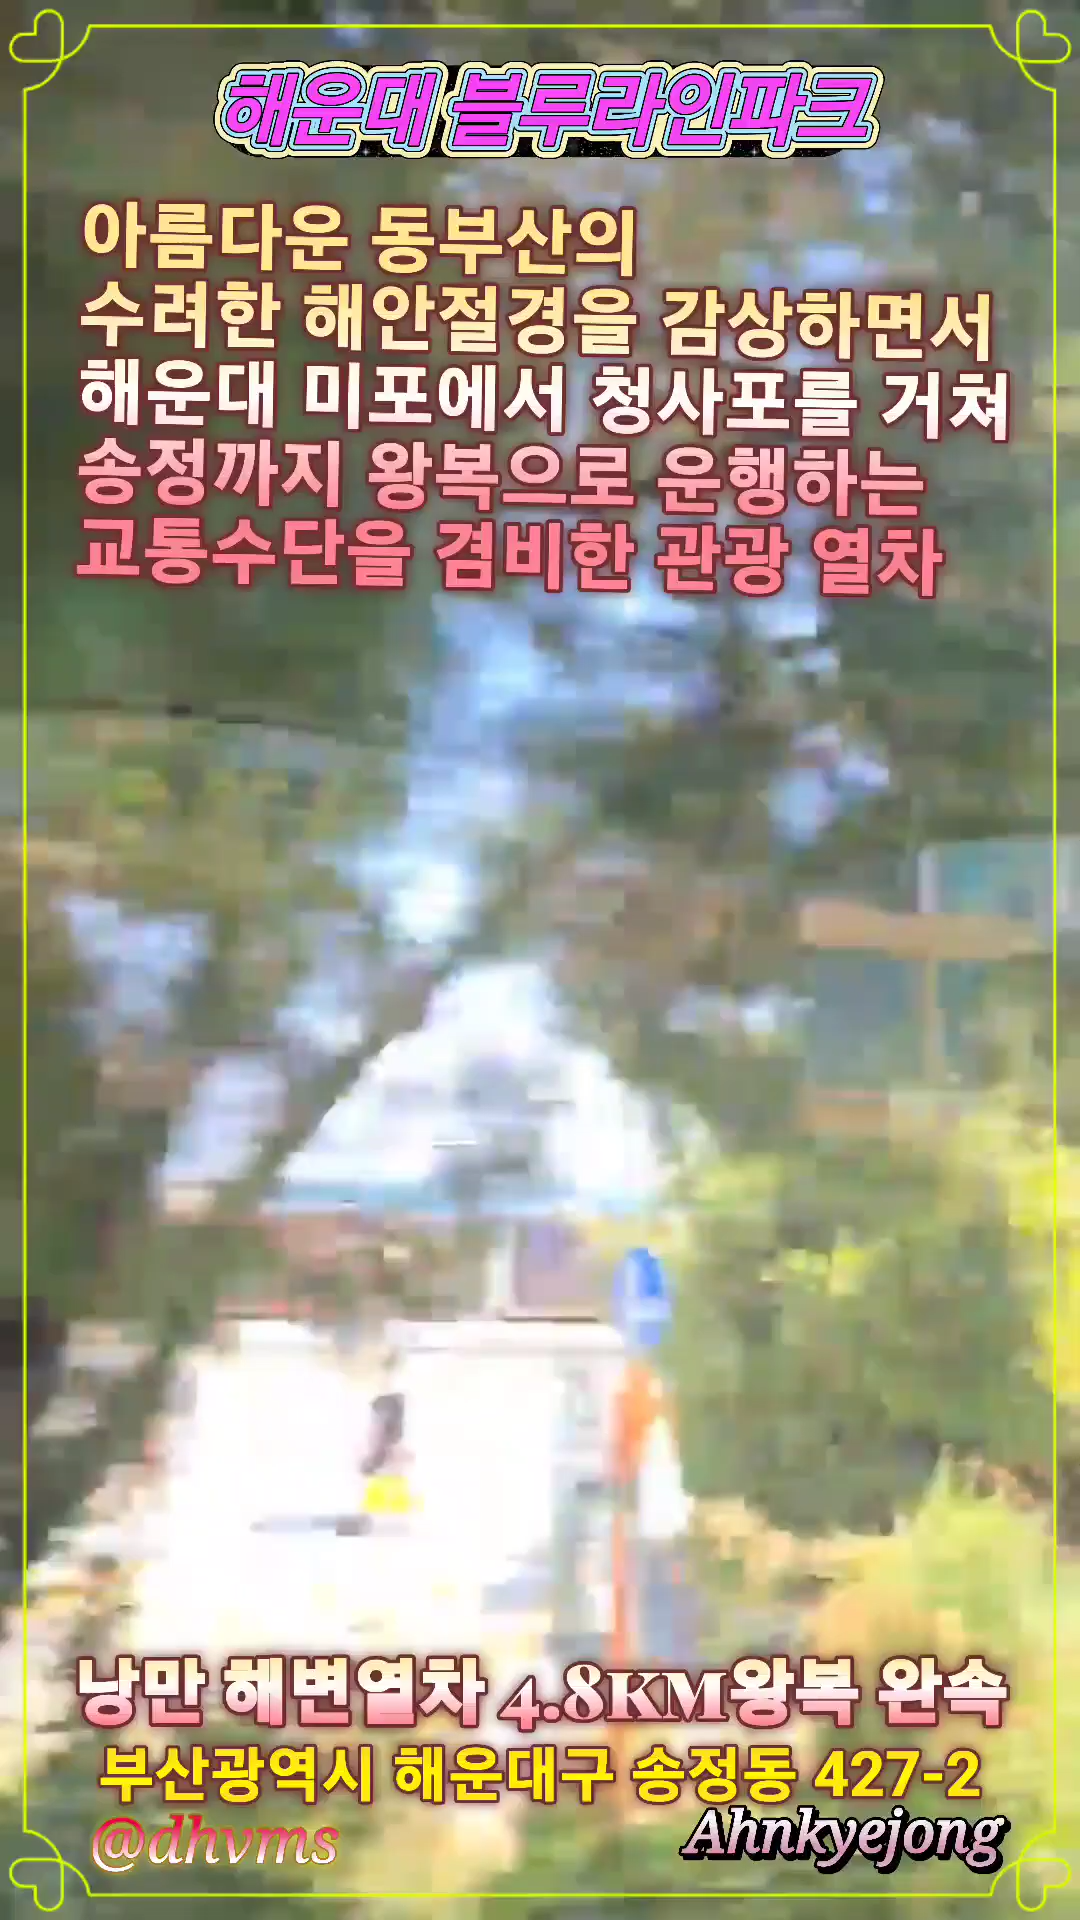 해운대 블루라인파크
아름다운 동부산의
수려한 해안절경을 감상하면서
해운대 미포에서 청사포를 거쳐
송정까지 왕복으로 운행하는
교통수단을 겸비한 관광 열차
낭만 해변열차 4.8KM왕복 완속
부산광역시 해운대구 송정동 427-2
@dhvms
Ahnkyejong